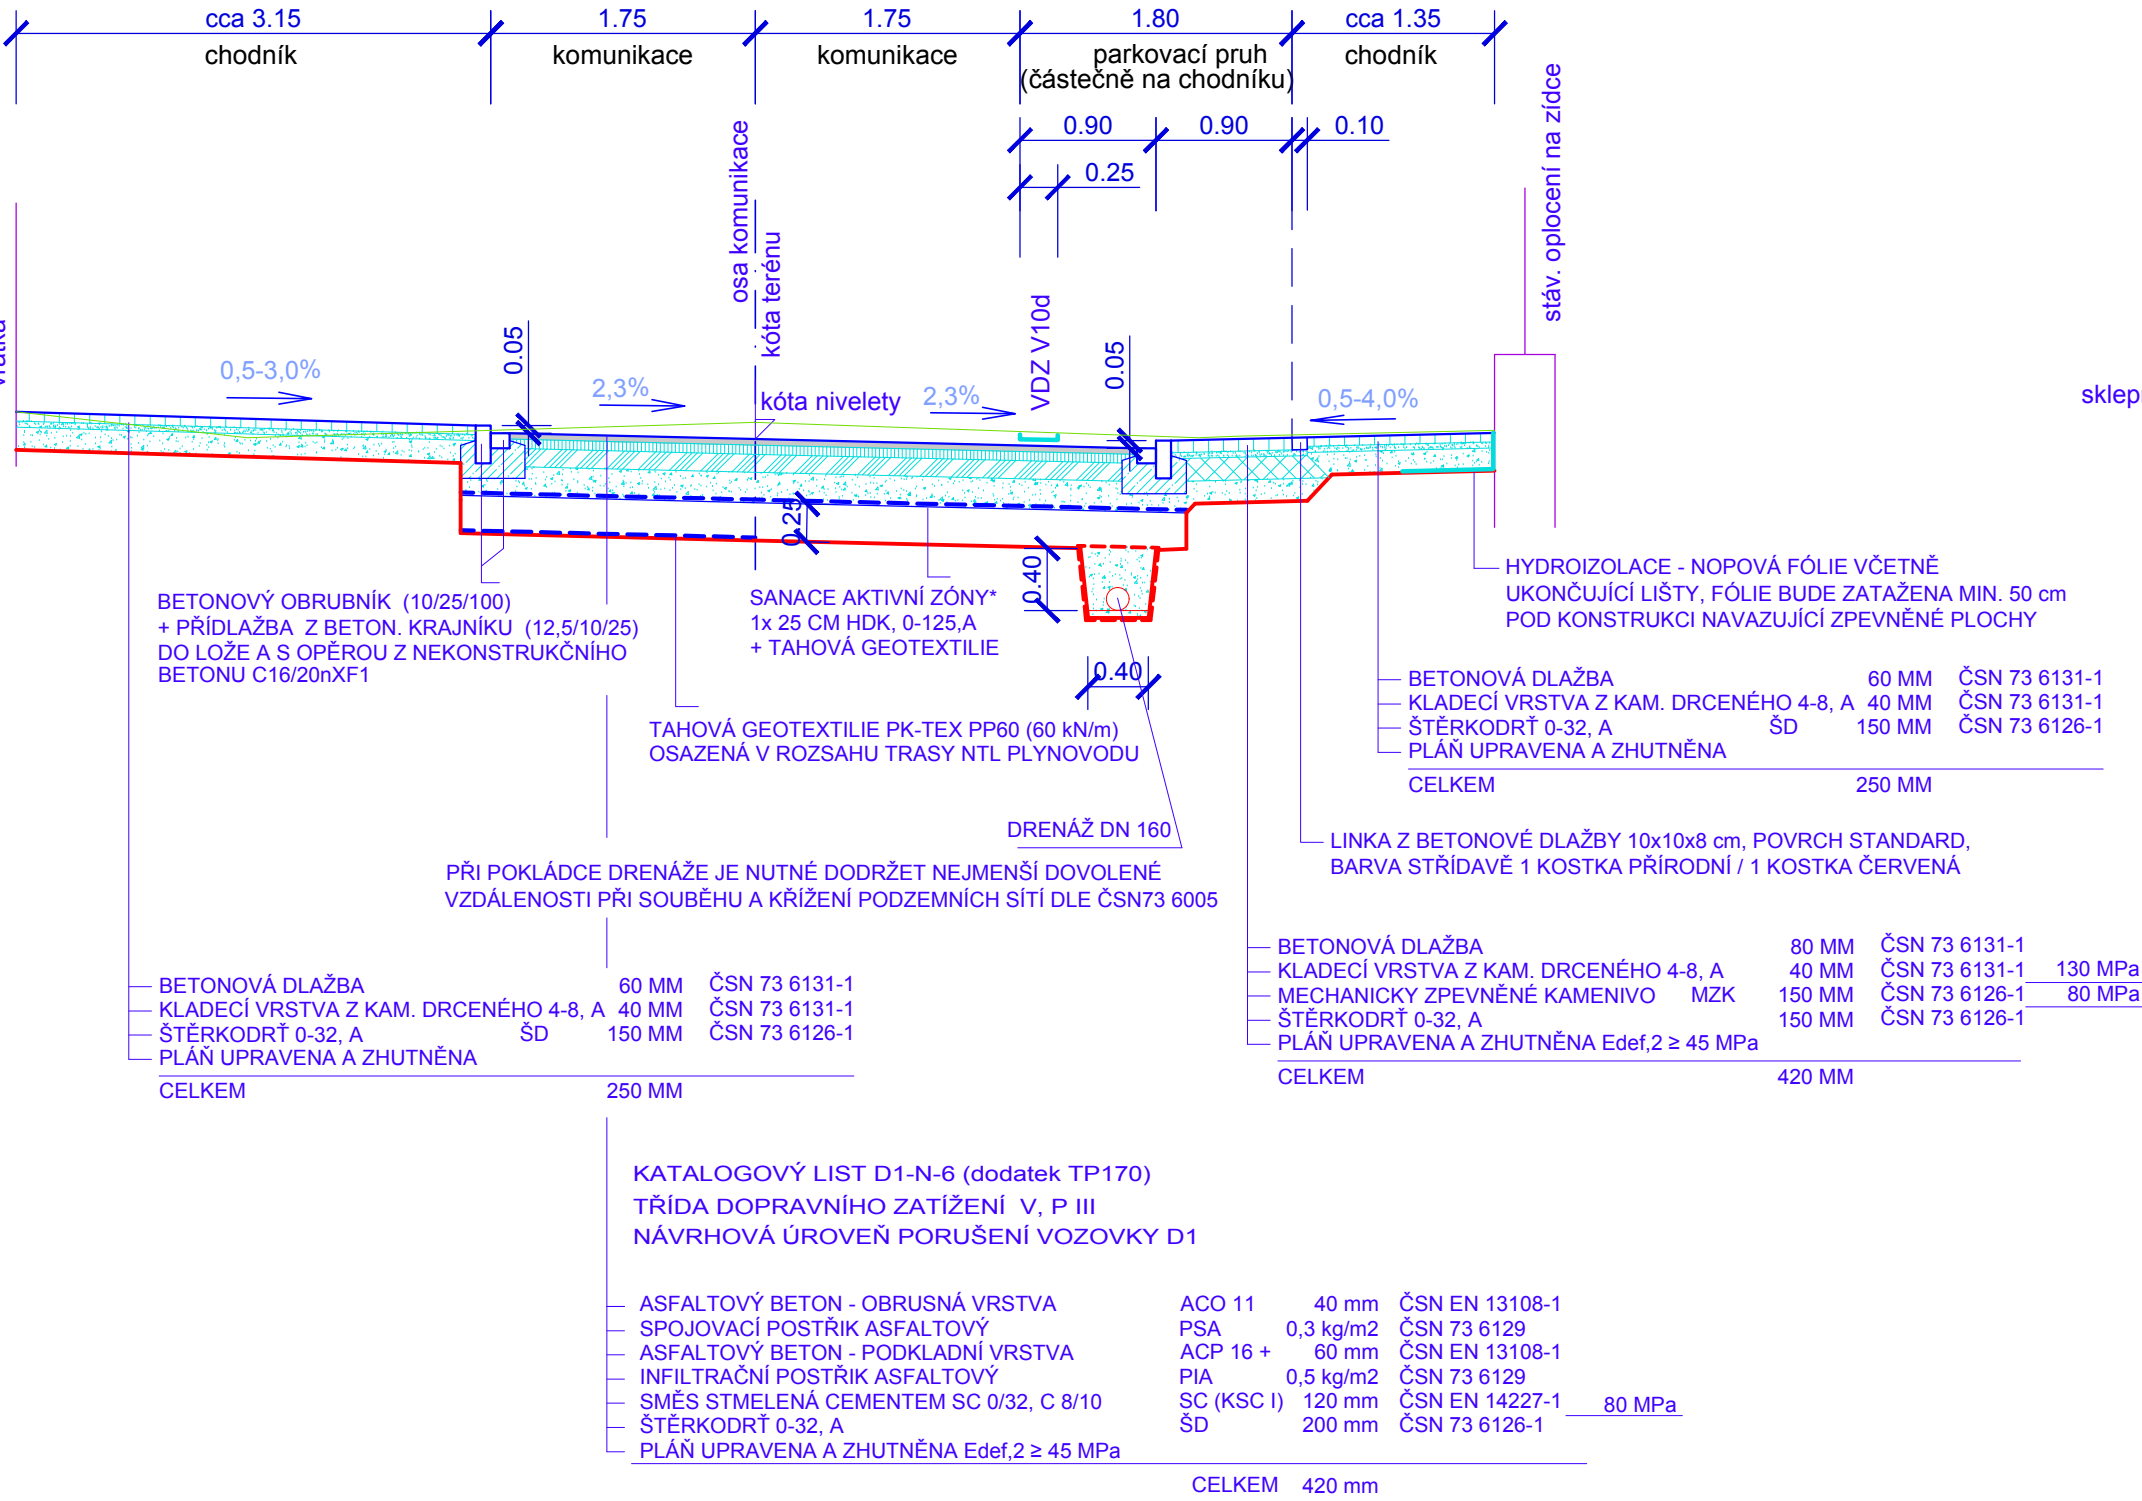 cca 3.15 1.75 1.75 1.80 cca 1.35
chodník komunikace komunikace parkovací pruh chodník
(částečně na chodníku)
0.90 0.90 0.10
0.25
osa komunikace
kóta terénu
stáv. oplocení na zídce
VDZ V10d
0.05
0.05
0,5-3,0%
2,3%
kóta nivelety
2,3%
0,5-4,0%
sklep
0.25
0.40
0.40
BETONOVÝ OBRUBNÍK (10/25/100)
+ PŘÍDLAŽBA Z BETON. KRAJNÍKU (12,5/10/25)
DO LOŽE A S OPĚROU Z NEKONSTRUKČNÍHO
BETONU C16/20nXF1
SANACE AKTIVNÍ ZÓNY*
1x 25 CM HDK, 0-125,A
+ TAHOVÁ GEOTEXTILIE
HYDROIZOLACE - NOPOVÁ FÓLIE VČETNĚ
UKONČUJÍCÍ LIŠTY, FÓLIE BUDE ZATAŽENA MIN. 50 cm
POD KONSTRUKCI NAVAZUJÍCÍ ZPEVNĚNÉ PLOCHY
TAHOVÁ GEOTEXTILIE PK-TEX PP60 (60 kN/m)
OSAZENÁ V ROZSAHU TRASY NTL PLYNOVODU
BETONOVÁ DLAŽBA 60 MM ČSN 73 6131-1
KLADECÍ VRSTVA Z KAM. DRCENÉHO 4-8, A 40 MM ČSN 73 6131-1
ŠTĚRKODRŤ 0-32, A ŠD 150 MM ČSN 73 6126-1
PLÁŇ UPRAVENA A ZHUTNĚNA
CELKEM 250 MM
DRENÁŽ DN 160
LINKA Z BETONOVÉ DLAŽBY 10x10x8 cm, POVRCH STANDARD,
BARVA STŘÍDAVĚ 1 KOSTKA PŘÍRODNÍ / 1 KOSTKA ČERVENÁ
PŘI POKLÁDCE DRENÁŽE JE NUTNÉ DODRŽET NEJMENŠÍ DOVOLENÉ
VZDÁLENOSTI PŘI SOUBĚHU A KŘÍŽENÍ PODZEMNÍCH SÍTÍ DLE ČSN73 6005
BETONOVÁ DLAŽBA 80 MM ČSN 73 6131-1
KLADECÍ VRSTVA Z KAM. DRCENÉHO 4-8, A 40 MM ČSN 73 6131-1 130 MPa
MECHANICKY ZPEVNĚNÉ KAMENIVO MZK 150 MM ČSN 73 6126-1 80 MPa
ŠTĚRKODRŤ 0-32, A 150 MM ČSN 73 6126-1
PLÁŇ UPRAVENA A ZHUTNĚNA Edef,2 ≥ 45 MPa
CELKEM 420 MM
BETONOVÁ DLAŽBA 60 MM ČSN 73 6131-1
KLADECÍ VRSTVA Z KAM. DRCENÉHO 4-8, A 40 MM ČSN 73 6131-1
ŠTĚRKODRŤ 0-32, A ŠD 150 MM ČSN 73 6126-1
PLÁŇ UPRAVENA A ZHUTNĚNA
CELKEM 250 MM
KATALOGOVÝ LIST D1-N-6 (dodatek TP170)
TŘÍDA DOPRAVNÍHO ZATÍŽENÍ V, P III
NÁVRHOVÁ ÚROVEŇ PORUŠENÍ VOZOVKY D1
ASFALTOVÝ BETON - OBRUSNÁ VRSTVA ACO 11 40 mm ČSN EN 13108-1
SPOJOVACÍ POSTŘIK ASFALTOVÝ PSA 0,3 kg/m2 ČSN 73 6129
ASFALTOVÝ BETON - PODKLADNÍ VRSTVA ACP 16 + 60 mm ČSN EN 13108-1
INFILTRAČNÍ POSTŘIK ASFALTOVÝ PIA 0,5 kg/m2 ČSN 73 6129
SMĚS STMELENÁ CEMENTEM SC 0/32, C 8/10 SC (KSC I) 120 mm ČSN EN 14227-1 80 MPa
ŠTĚRKODRŤ 0-32, A ŠD 200 mm ČSN 73 6126-1
PLÁŇ UPRAVENA A ZHUTNĚNA Edef,2 ≥ 45 MPa
CELKEM 420 mm